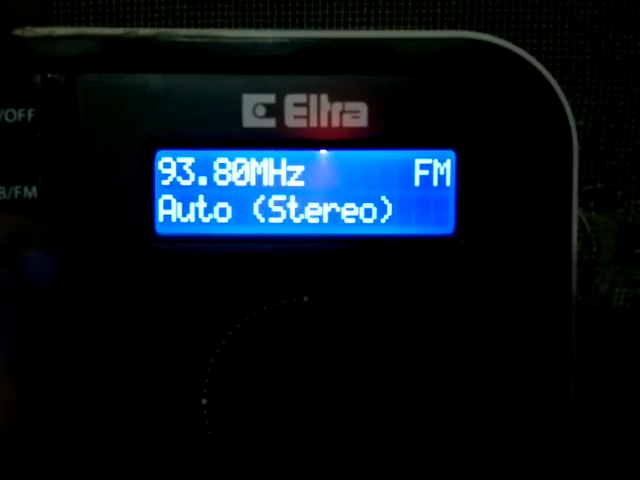 /OFF
Eltra
93.80MHz FM
Auto (Stereo)
B/FM